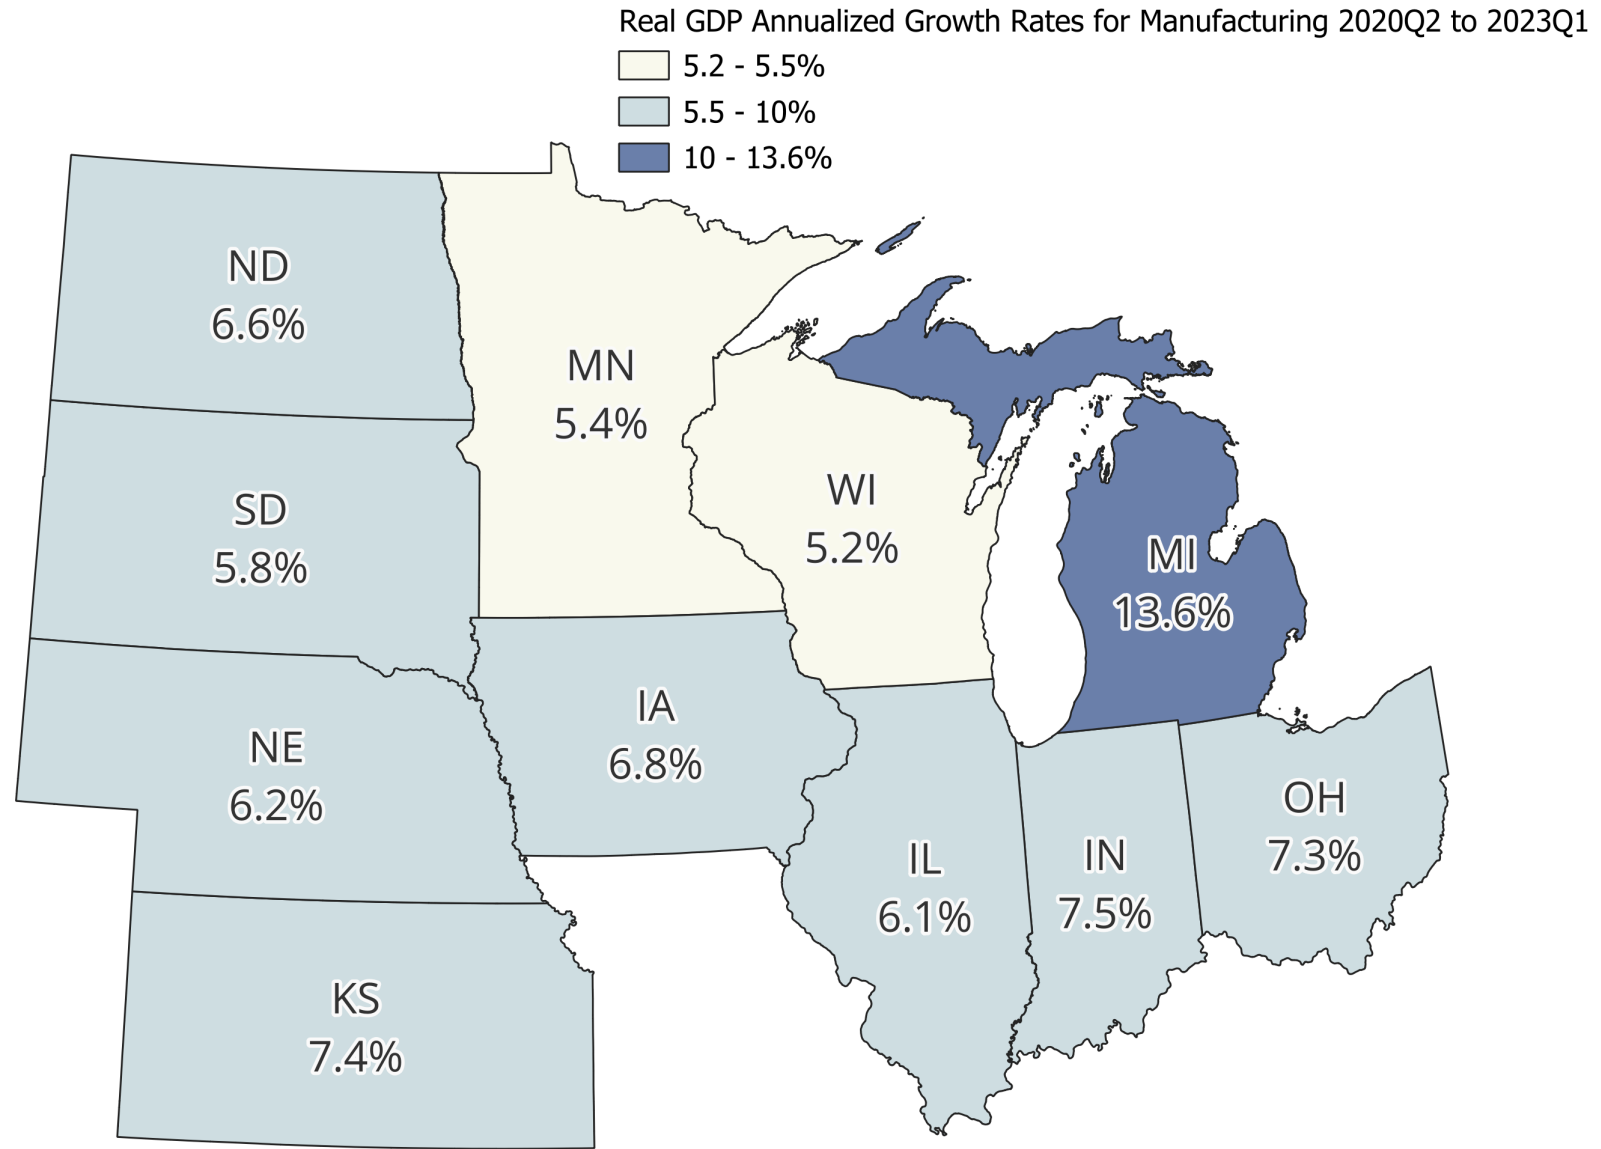 Real GDP Annualized Growth Rates for Manufacturing 2020Q2 to 2023Q1
5.2 - 5.5%
5.5 - 10%
10 - 13.6%
ND
6.6%
MN
5.4%
SD
5.8%
WI
5.2%
MI
13.6%
NE
6.2%
IA
6.8%
IL
6.1%
IN
7.5%
OH
7.3%
KS
7.4%